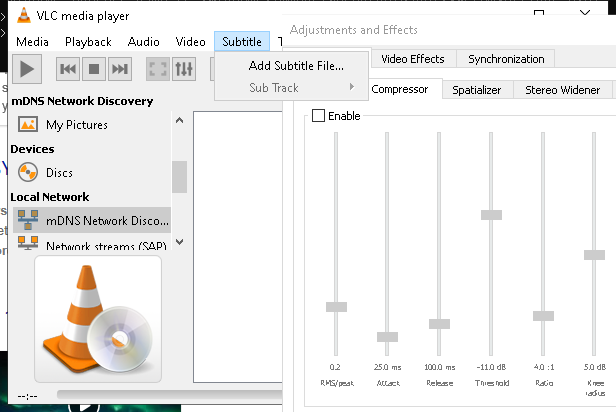 VLC media player
Adjustments and Effects
Media Playback Audio Video Subtitle
Add Subtitle File...
Sub Track
Video Effects Synchronization
Compressor Spatializer Stereo Widener
Enable
mDNS Network Discovery
My Pictures
Devices
Discs
Local Network
mDNS Network Disco...
Network streams (SAP)
--:--
0.2 25.0 ms 100.0 ms -11.0 dB 4.0 :1 5.0 dB
RMS/peak Attack Release Threshold Ratio Knee
radius